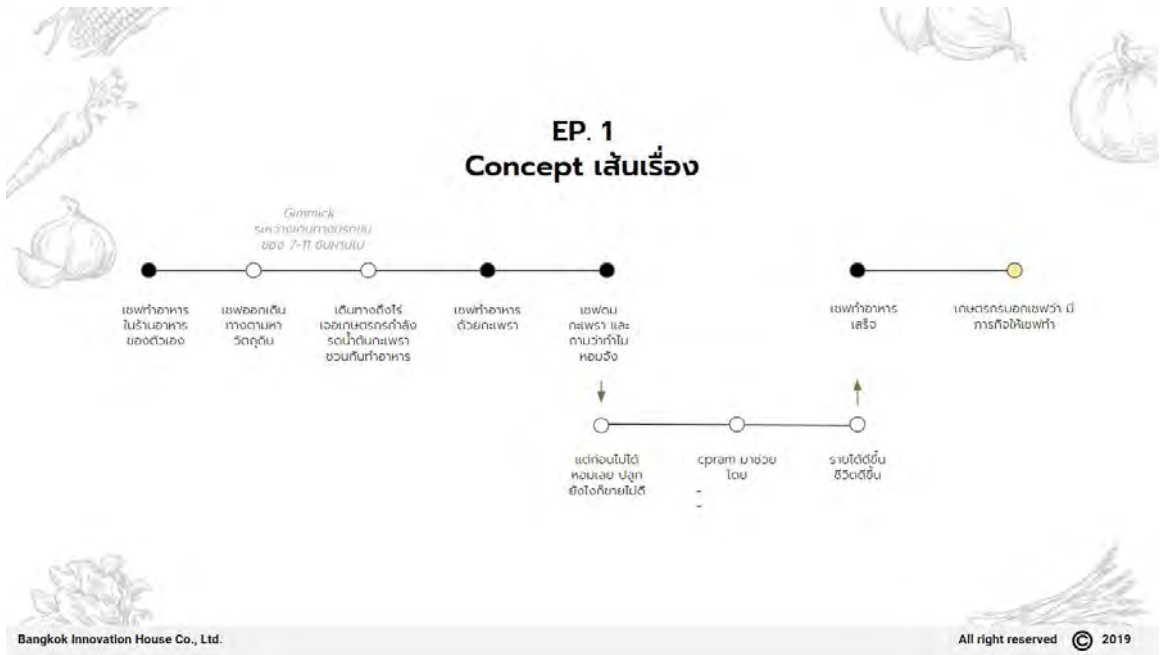 EP. 1
Concept เส้นเรื่อง
Gimmick
ระหว่างเดินทางมีรถยนต์
ของ 7-11 ขับผ่านไป
เชฟทำอาหาร
ในร้านอาหาร
ของตัวเอง
เชฟออกเดิน
ทางตามหา
วัตถุดิบ
เดินทางถึงไร่
เจอเกษตรกรกำลัง
รดน้ำต้นกะเพรา
ชวนกันทำอาหาร
เชฟทำอาหาร
ด้วยกะเพรา
เชฟดม
กะเพรา และ
ถามว่าทำไม
หอมจัง
เชฟทำอาหาร
เสร็จ
เกษตรกรบอกเชฟว่า มี
ภารกิจให้เชฟทำ
แต่ก่อนไม่ได้
หอมเลย ปลูก
ยังไงก็ขายไม่ดี
cpram มาช่วย
โดย
-
-
รายได้ดีขึ้น
ชีวิตดีขึ้น
Bangkok Innovation House Co., Ltd.
All right reserved © 2019